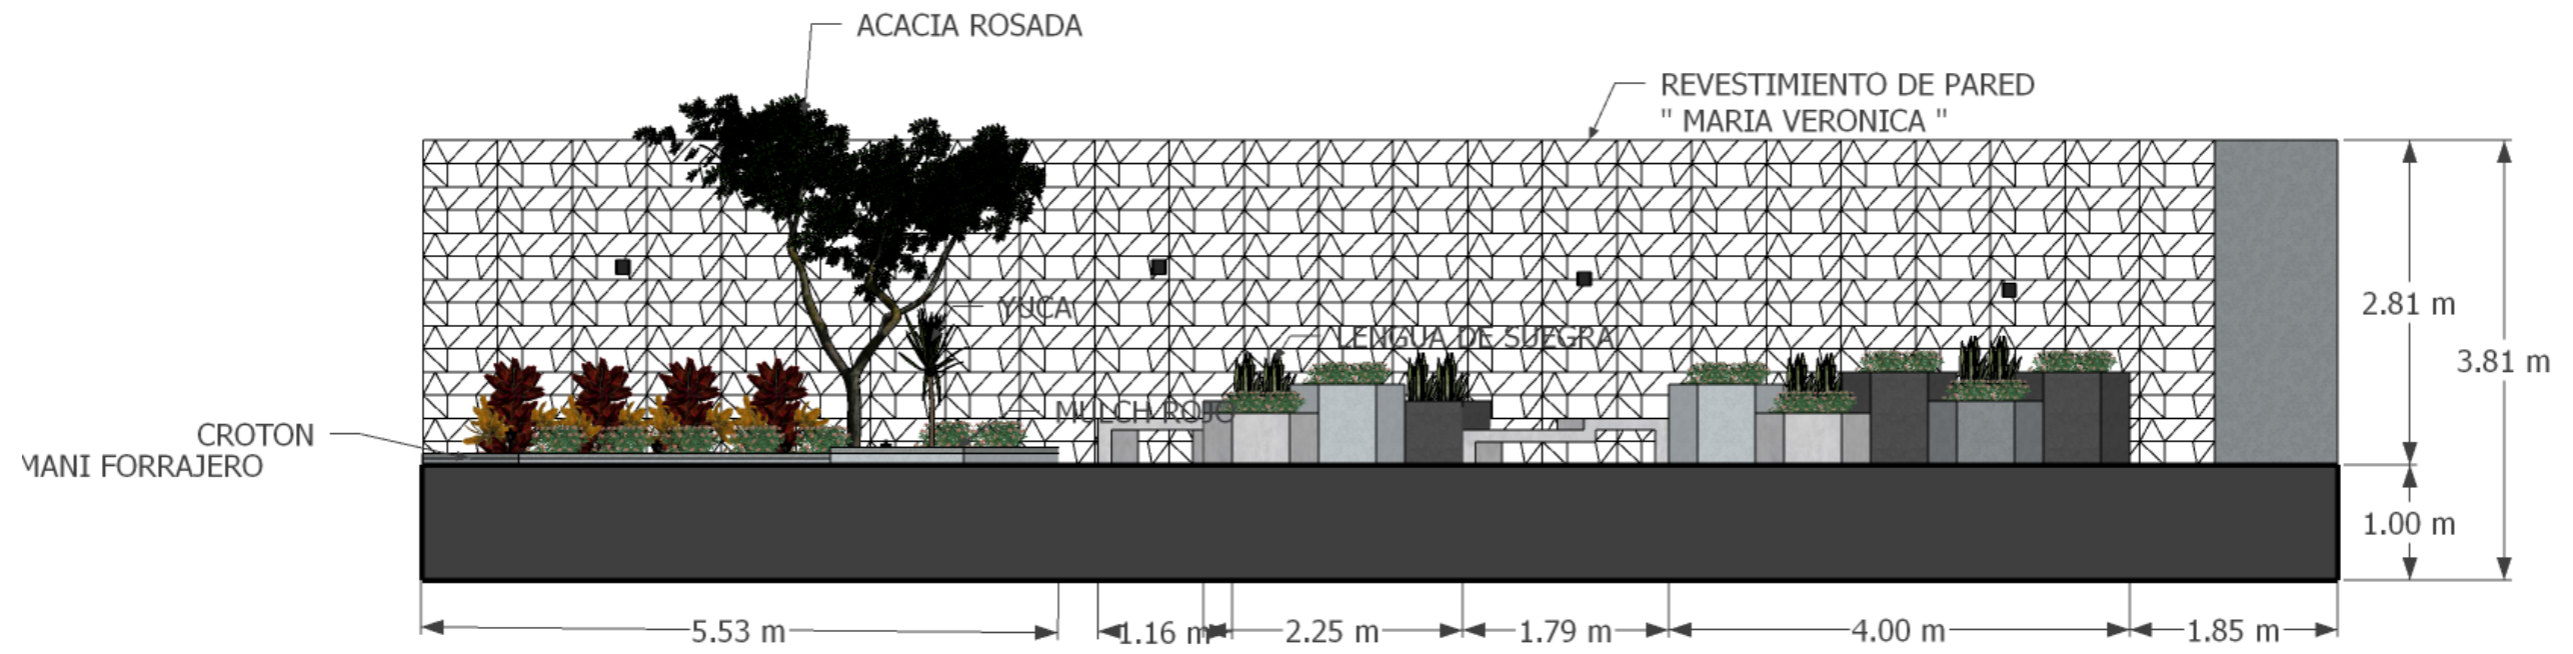 ACACIA ROSADA
REVESTIMIENTO DE PARED
" MARIA VERONICA "
YUCA
LENGUA DE SUEGRA
MULCH ROJO
CROTON
MANI FORRAJERO
2.81 m
3.81 m
1.00 m
5.53 m
1.16 m
2.25 m
1.79 m
4.00 m
1.85 m